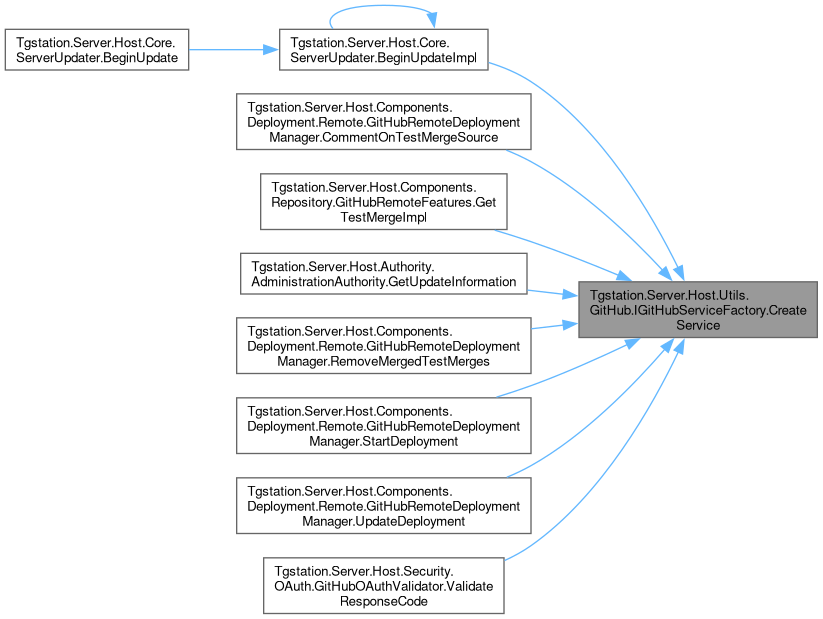 Tgstation.Server.Host.Core.
ServerUpdater.BeginUpdate
Tgstation.Server.Host.Core.
ServerUpdater.BeginUpdateImpl
Tgstation.Server.Host.Components.
Deployment.Remote.GitHubRemoteDeployment
Manager.CommentOnTestMergeSource
Tgstation.Server.Host.Components.
Repository.GitHubRemoteFeatures.Get
TestMergeImpl
Tgstation.Server.Host.Authority.
AdministrationAuthority.GetUpdateInformation
Tgstation.Server.Host.Components.
Deployment.Remote.GitHubRemoteDeployment
Manager.RemoveMergedTestMerges
Tgstation.Server.Host.Components.
Deployment.Remote.GitHubRemoteDeployment
Manager.StartDeployment
Tgstation.Server.Host.Components.
Deployment.Remote.GitHubRemoteDeployment
Manager.UpdateDeployment
Tgstation.Server.Host.Security.
OAuth.GitHubOAuthValidator.Validate
ResponseCode
Tgstation.Server.Host.Utils.
GitHub.IGitHubServiceFactory.Create
Service